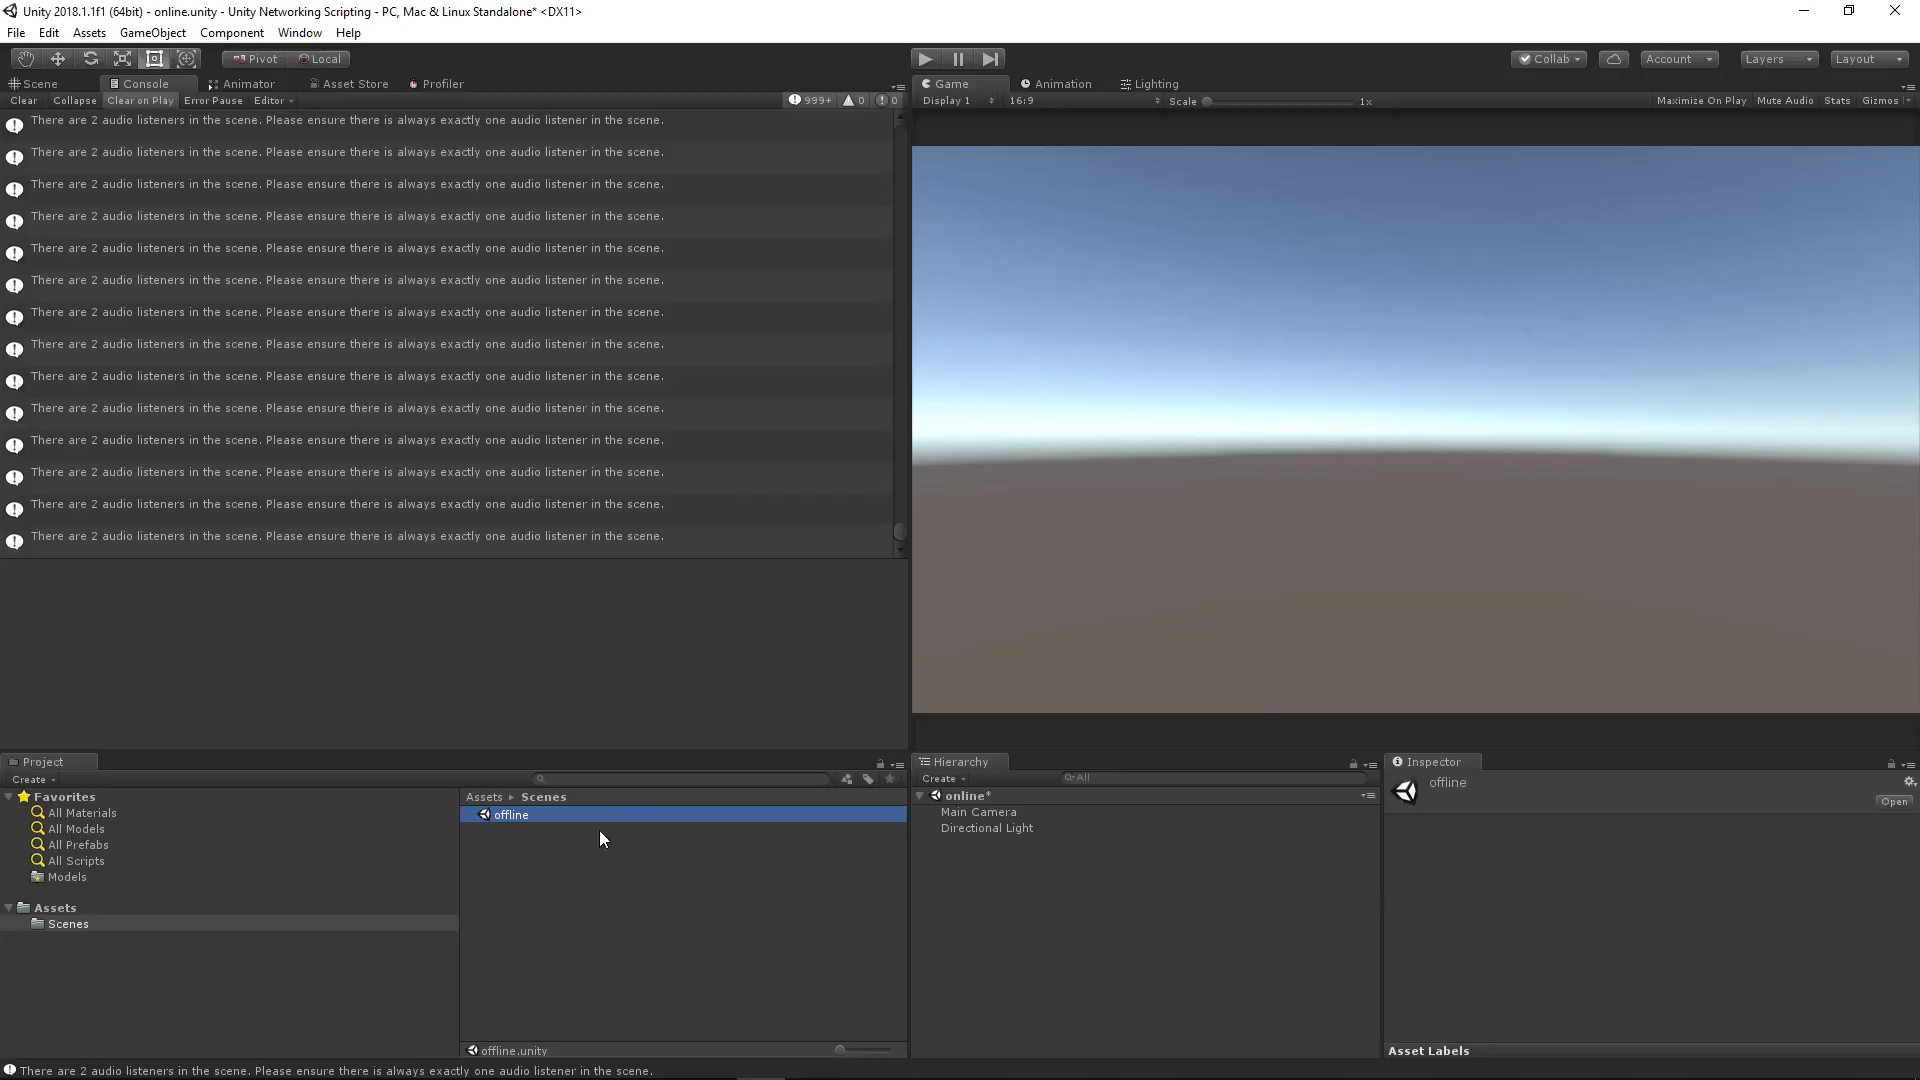 Unity 2018.1.1f1 (64bit) - online.unity - Unity Networking Scripting - PC, Mac & Linux Standalone* <DX11>
File Edit Assets GameObject Component Window Help
Pivot Local Collab Account Layers Layout
Scene Console Animator Asset Store Profiler Game Animation Lighting
Clear Collapse Clear on Play Error Pause Editor 999+ 0 0 Display 1 16:9 Scale 1x Maximize On Play Mute Audio Stats Gizmos
There are 2 audio listeners in the scene. Please ensure there is always exactly one audio listener in the scene.
There are 2 audio listeners in the scene. Please ensure there is always exactly one audio listener in the scene.
There are 2 audio listeners in the scene. Please ensure there is always exactly one audio listener in the scene.
There are 2 audio listeners in the scene. Please ensure there is always exactly one audio listener in the scene.
There are 2 audio listeners in the scene. Please ensure there is always exactly one audio listener in the scene.
There are 2 audio listeners in the scene. Please ensure there is always exactly one audio listener in the scene.
There are 2 audio listeners in the scene. Please ensure there is always exactly one audio listener in the scene.
There are 2 audio listeners in the scene. Please ensure there is always exactly one audio listener in the scene.
There are 2 audio listeners in the scene. Please ensure there is always exactly one audio listener in the scene.
There are 2 audio listeners in the scene. Please ensure there is always exactly one audio listener in the scene.
There are 2 audio listeners in the scene. Please ensure there is always exactly one audio listener in the scene.
There are 2 audio listeners in the scene. Please ensure there is always exactly one audio listener in the scene.
There are 2 audio listeners in the scene. Please ensure there is always exactly one audio listener in the scene.
There are 2 audio listeners in the scene. Please ensure there is always exactly one audio listener in the scene.
Project
Create
Favorites
All Materials
All Models
All Prefabs
All Scripts
Models
Assets
Scenes
Assets Scenes
offline
offline.unity
Hierarchy
Create All
online*
Main Camera
Directional Light
Inspector
offline
Open
Asset Labels
There are 2 audio listeners in the scene. Please ensure there is always exactly one audio listener in the scene.